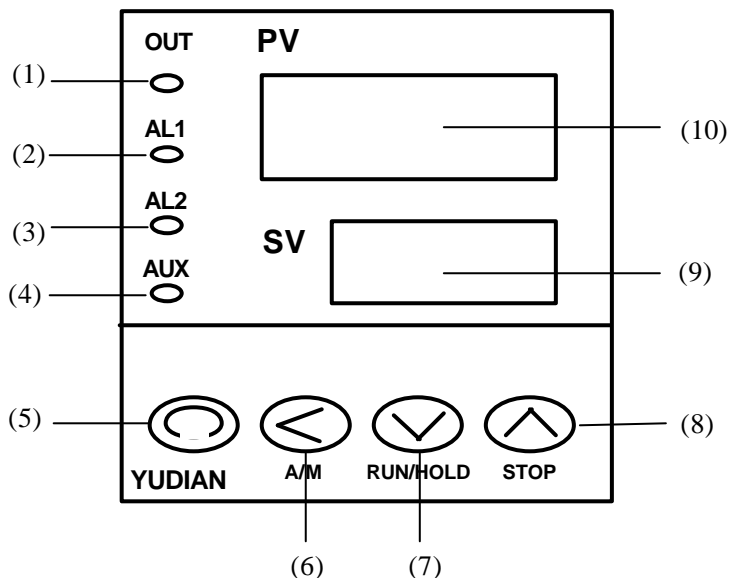 OUT PV
(1)
AL1
(2)
(10)
AL2
(3)
SV
AUX
(4)
(9)
(5)
(8)
YUDIAN A/M RUN/HOLD STOP
(6) (7)